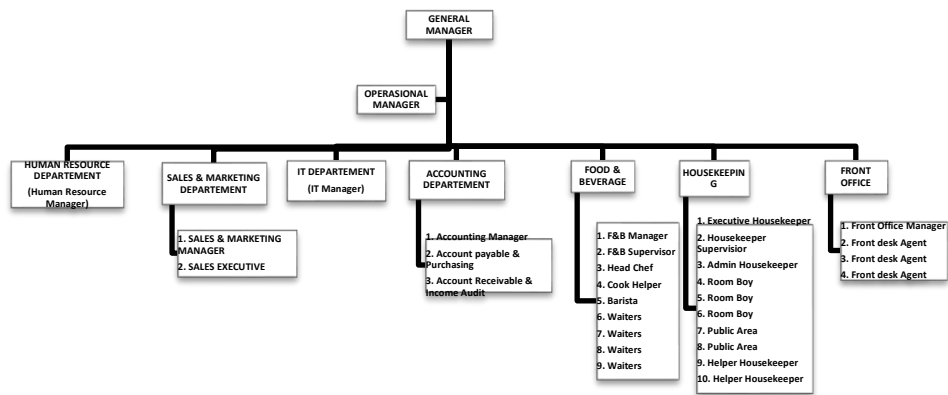 GENERAL
MANAGER
OPERASIONAL
MANAGER
HUMAN RESOURCE
DEPARTEMENT
(Human Resource
Manager)
SALES & MARKETING
DEPARTEMENT
IT DEPARTEMENT
(IT Manager)
ACCOUNTING
DEPARTEMENT
FOOD &
BEVERAGE
HOUSEKEEPIN
G
FRONT
OFFICE
1. SALES & MARKETING
MANAGER
2. SALES EXECUTIVE
1. Accounting Manager
2. Account payable &
Purchasing
3. Account Receivable &
Income Audit
1. F&B Manager
2. F&B Supervisor
3. Head Chef
4. Cook Helper
5. Barista
6. Waiters
7. Waiters
8. Waiters
9. Waiters
1. Executive Housekeeper
2. Housekeeper
Supervisior
3. Admin Housekeeper
4. Room Boy
5. Room Boy
6. Room Boy
7. Public Area
8. Public Area
9. Helper Housekeeper
10. Helper Housekeeper
1. Front Office Manager
2. Front desk Agent
3. Front desk Agent
4. Front desk Agent